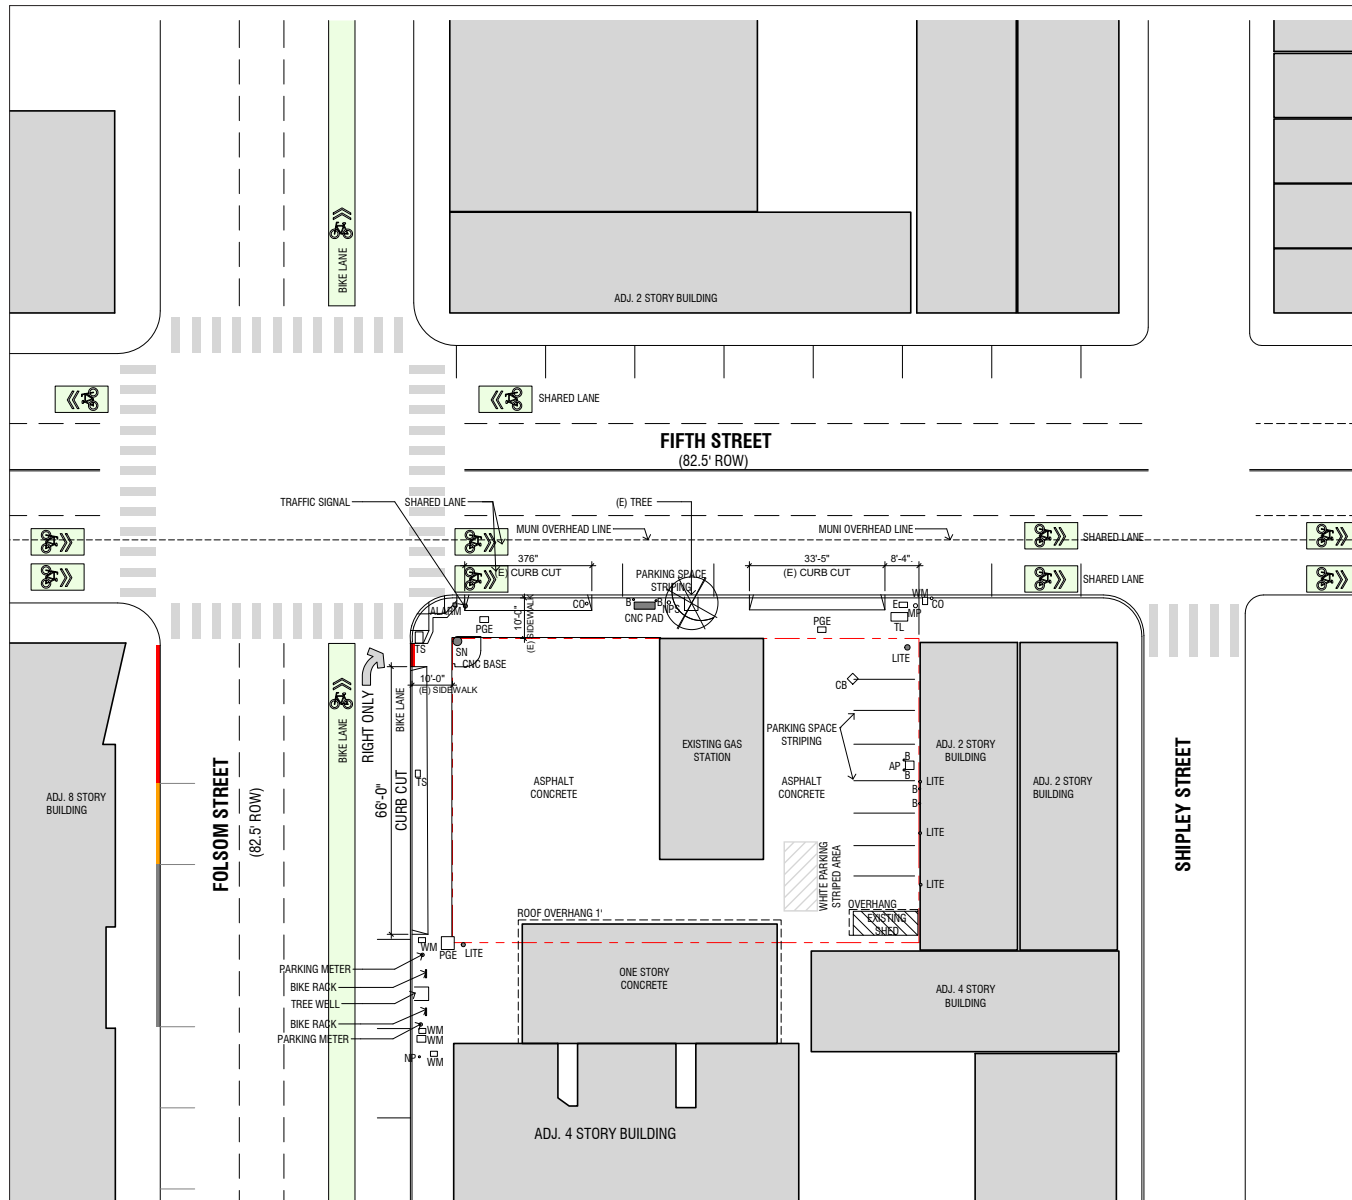 BIKE LANE
ADJ. 2 STORY BUILDING
SHARED LANE
FIFTH STREET
(82.5' ROW)
TRAFFIC SIGNAL
SHARED LANE
(E) TREE
MUNI OVERHEAD LINE
MUNI OVERHEAD LINE
SHARED LANE
376"
(E) CURB CUT
PARKING SPACE
STRIPING
33'-5"
(E) CURB CUT
8'-4".
SHARED LANE
ALARM
CO
B
B
NPS
CNC PAD
E
WM
CO
MP
TL
PGE
10'-0"
(E) SIDEWALK
PGE
TS
SN
CNC BASE
LITE
10'-0"
(E) SIDEWALK
CB
RIGHT ONLY
BIKE LANE
BIKE LANE
PARKING SPACE
STRIPING
EXISTING GAS
STATION
ADJ. 2 STORY
BUILDING
B
AP
B
TS
ASPHALT
CONCRETE
ASPHALT
CONCRETE
LITE
B
B
ADJ. 2 STORY
BUILDING
ADJ. 8 STORY
BUILDING
FOLSOM STREET
(82.5' ROW)
66'-0"
CURB CUT
SHIPLEY STREET
LITE
WHITE PARKING
STRIPED AREA
LITE
OVERHANG
EXISTING
SHED
ROOF OVERHANG 1'
WM
PGE
LITE
PARKING METER
BIKE RACK
TREE WELL
BIKE RACK
PARKING METER
ONE STORY
CONCRETE
ADJ. 4 STORY
BUILDING
WM
WM
NP
WM
ADJ. 4 STORY BUILDING